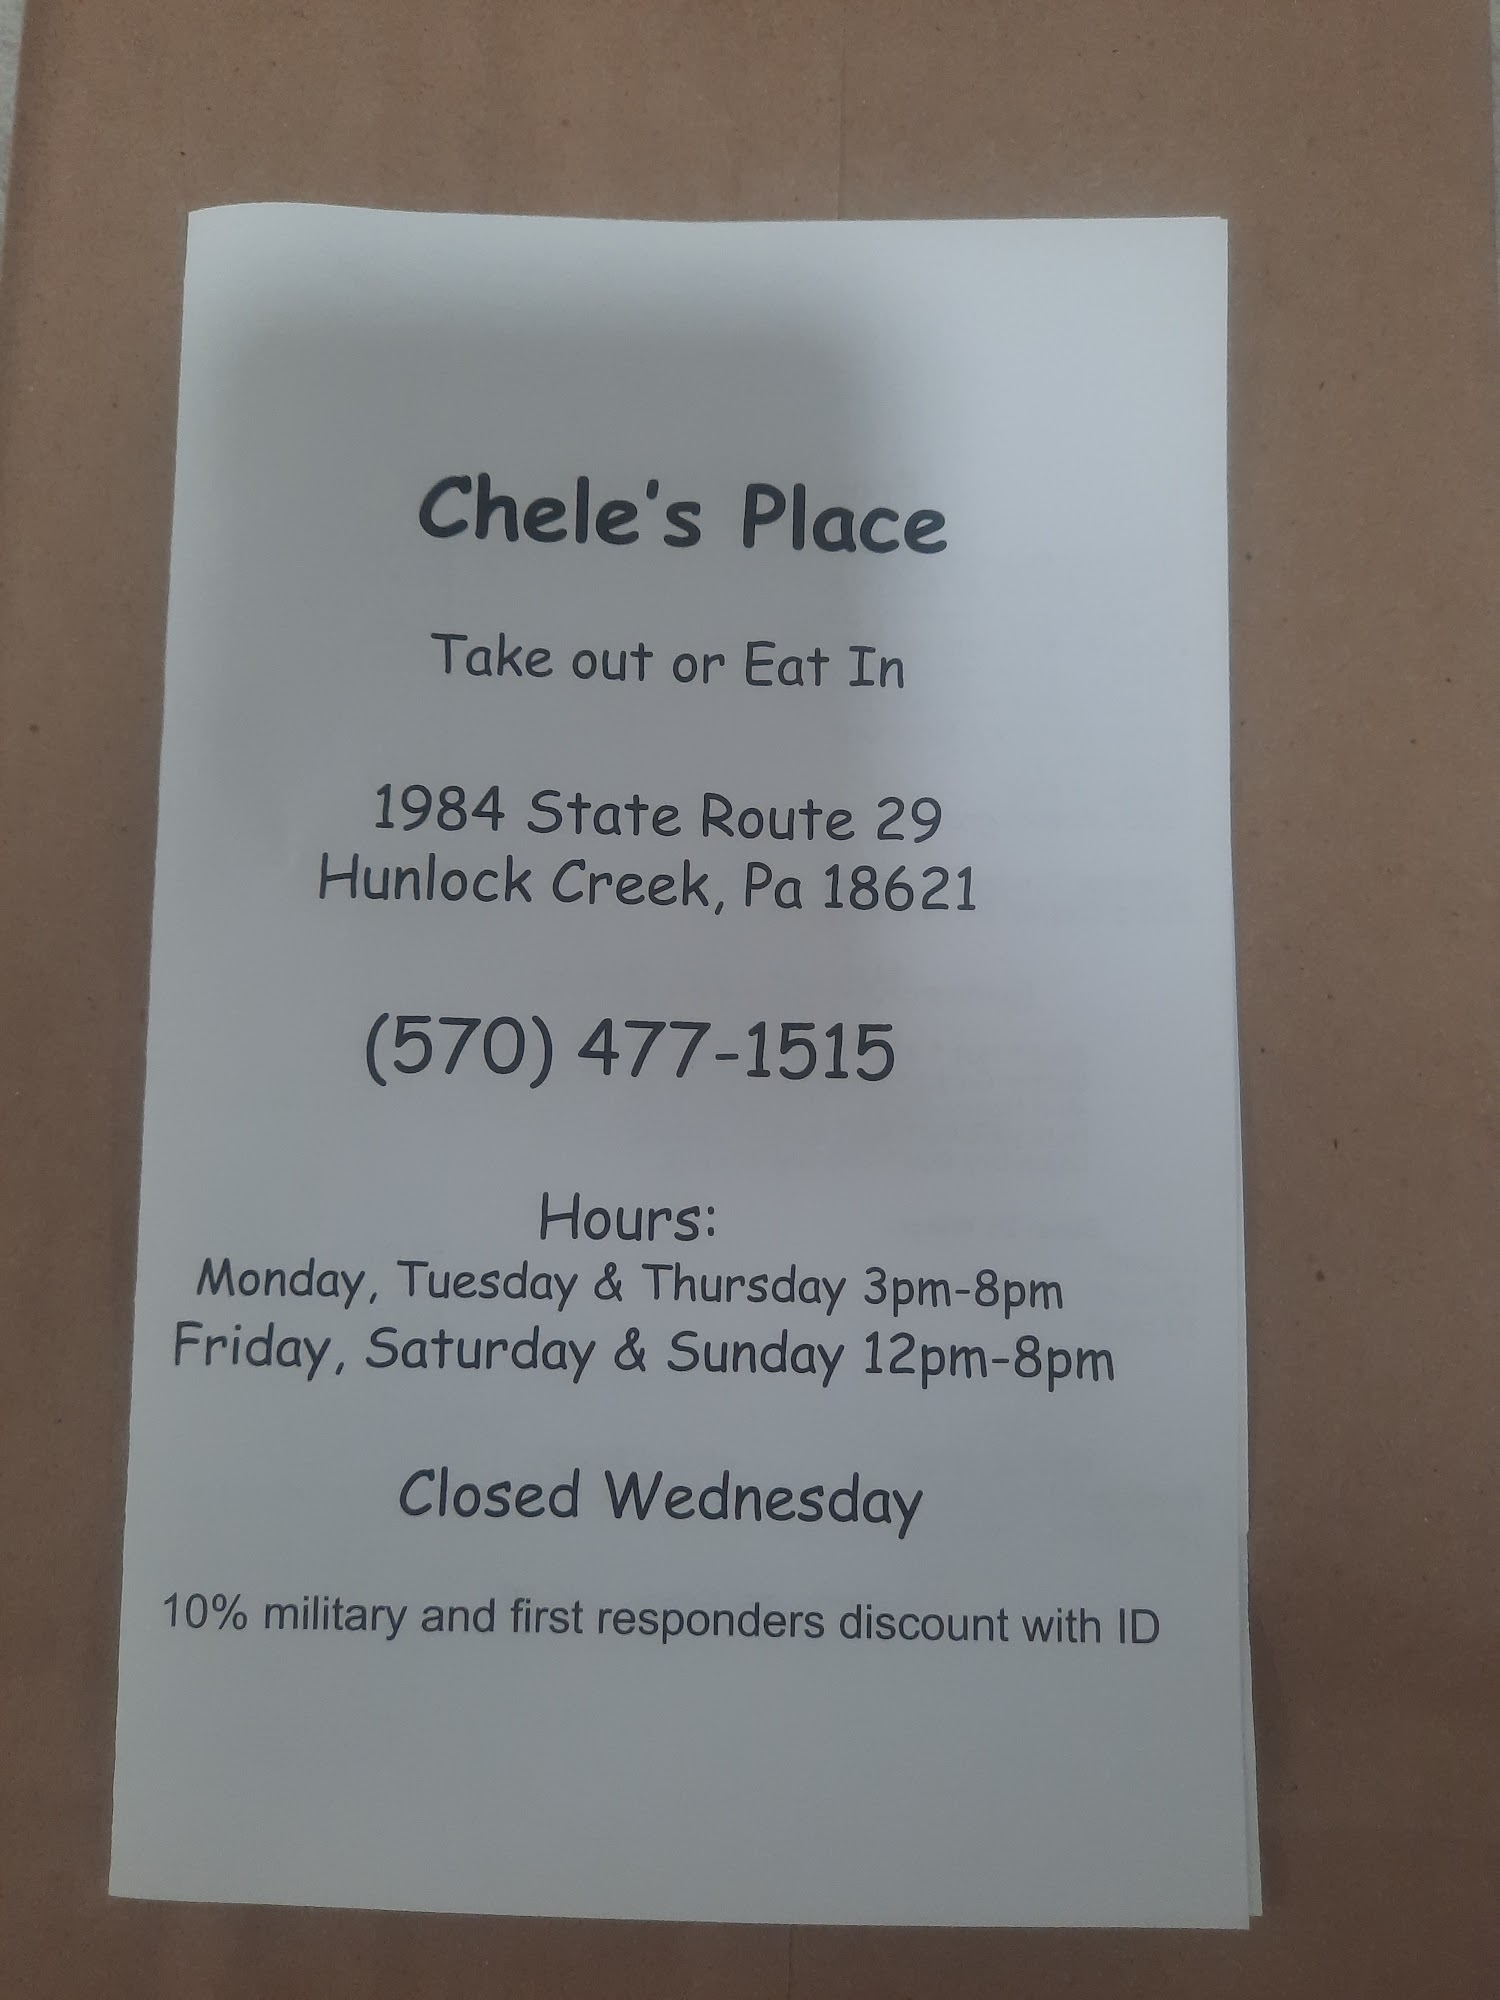 Chele's Place
Take out or Eat In
1984 State Route 29
Hunlock Creek, Pa 18621
(570) 477-1515
Hours:
Monday, Tuesday & Thursday 3pm-8pm
Friday, Saturday & Sunday 12pm-8pm
Closed Wednesday
10% military and first responders discount with ID